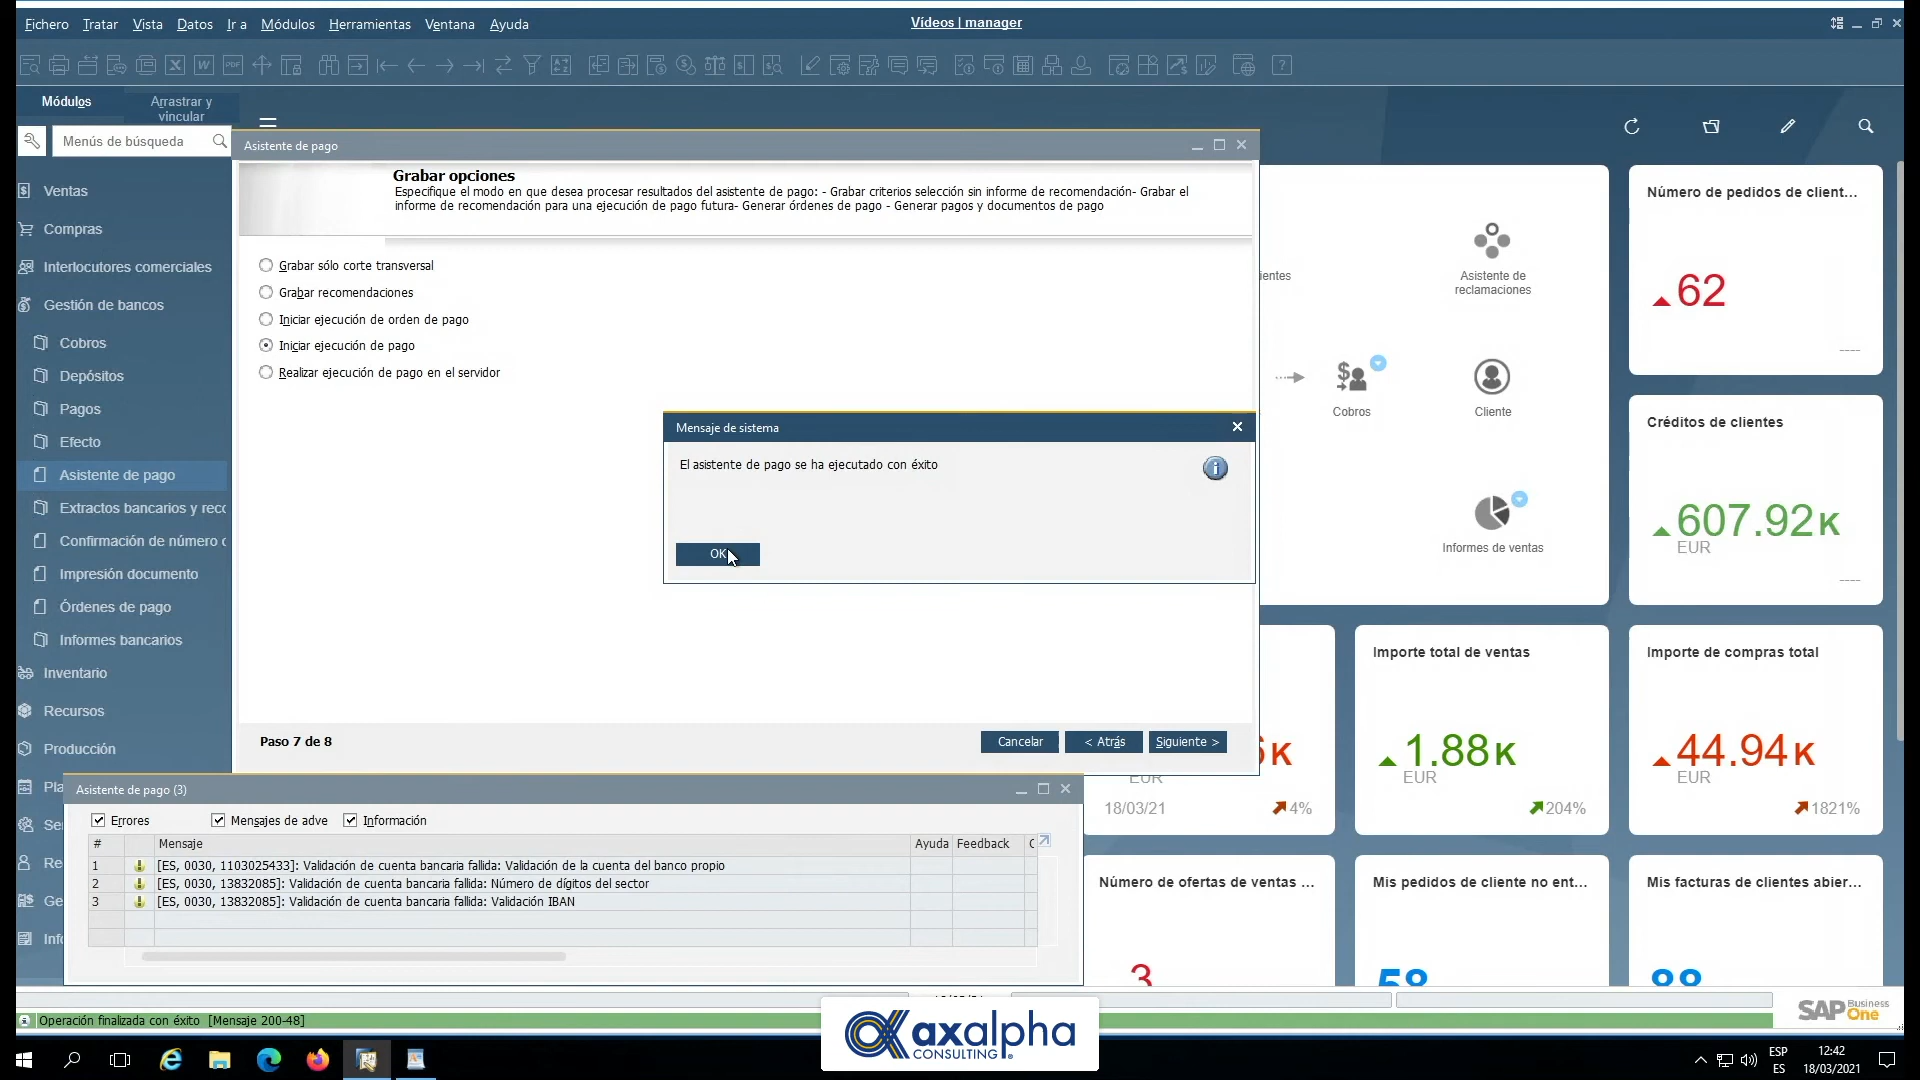 Fichero Tratar Vista Datos Ir a Módulos Herramientas Ventana Ayuda
Vídeos | manager
Módulos
Arrastrar y
vincular
Menús de búsqueda
Ventas
Compras
Interlocutores comerciales
Gestión de bancos
Cobros
Depósitos
Pagos
Efecto
Asistente de pago
Extractos bancarios y reco
Confirmación de número
Impresión documento
Órdenes de pago
Informes bancarios
Inventario
Recursos
Producción
Asistente de pago
Grabar opciones
Especifique el modo en que desea procesar resultados del asistente de pago: - Grabar criterios selección sin informe de recomendación- Grabar el
informe de recomendación para una ejecución de pago futura- Generar órdenes de pago - Generar pagos y documentos de pago
Grabar sólo corte transversal
Grabar recomendaciones
Iniciar ejecución de orden de pago
Iniciar ejecución de pago
Realizar ejecución de pago en el servidor
Mensaje de sistema
El asistente de pago se ha ejecutado con éxito
OK
Paso 7 de 8
Cancelar
< Atrás
Siguiente >
Asistente de pago (3)
Errores
Mensajes de adve
Información
# Mensaje Ayuda Feedback
1 [ES, 0030, 1103025433]: Validación de cuenta bancaria fallida: Validación de la cuenta del banco propio
2 [ES, 0030, 13832085]: Validación de cuenta bancaria fallida: Número de dígitos del sector
3 [ES, 0030, 13832085]: Validación de cuenta bancaria fallida: Validación IBAN
ientes
Asistente de
reclamaciones
Cobros
Cliente
Informes de ventas
Número de pedidos de client...
62
----
Créditos de clientes
607.92K
EUR
----
K
EUR
18/03/21
4%
Importe total de ventas
1.88K
EUR
204%
Importe de compras total
44.94K
EUR
1821%
Número de ofertas de ventas ...
3
Mis pedidos de cliente no ent...
58
Mis facturas de clientes abier...
88
Operación finalizada con éxito [Mensaje 200-48]
axalpha
CONSULTING®
SAP Business
One
ESP
ES
12:42
18/03/2021